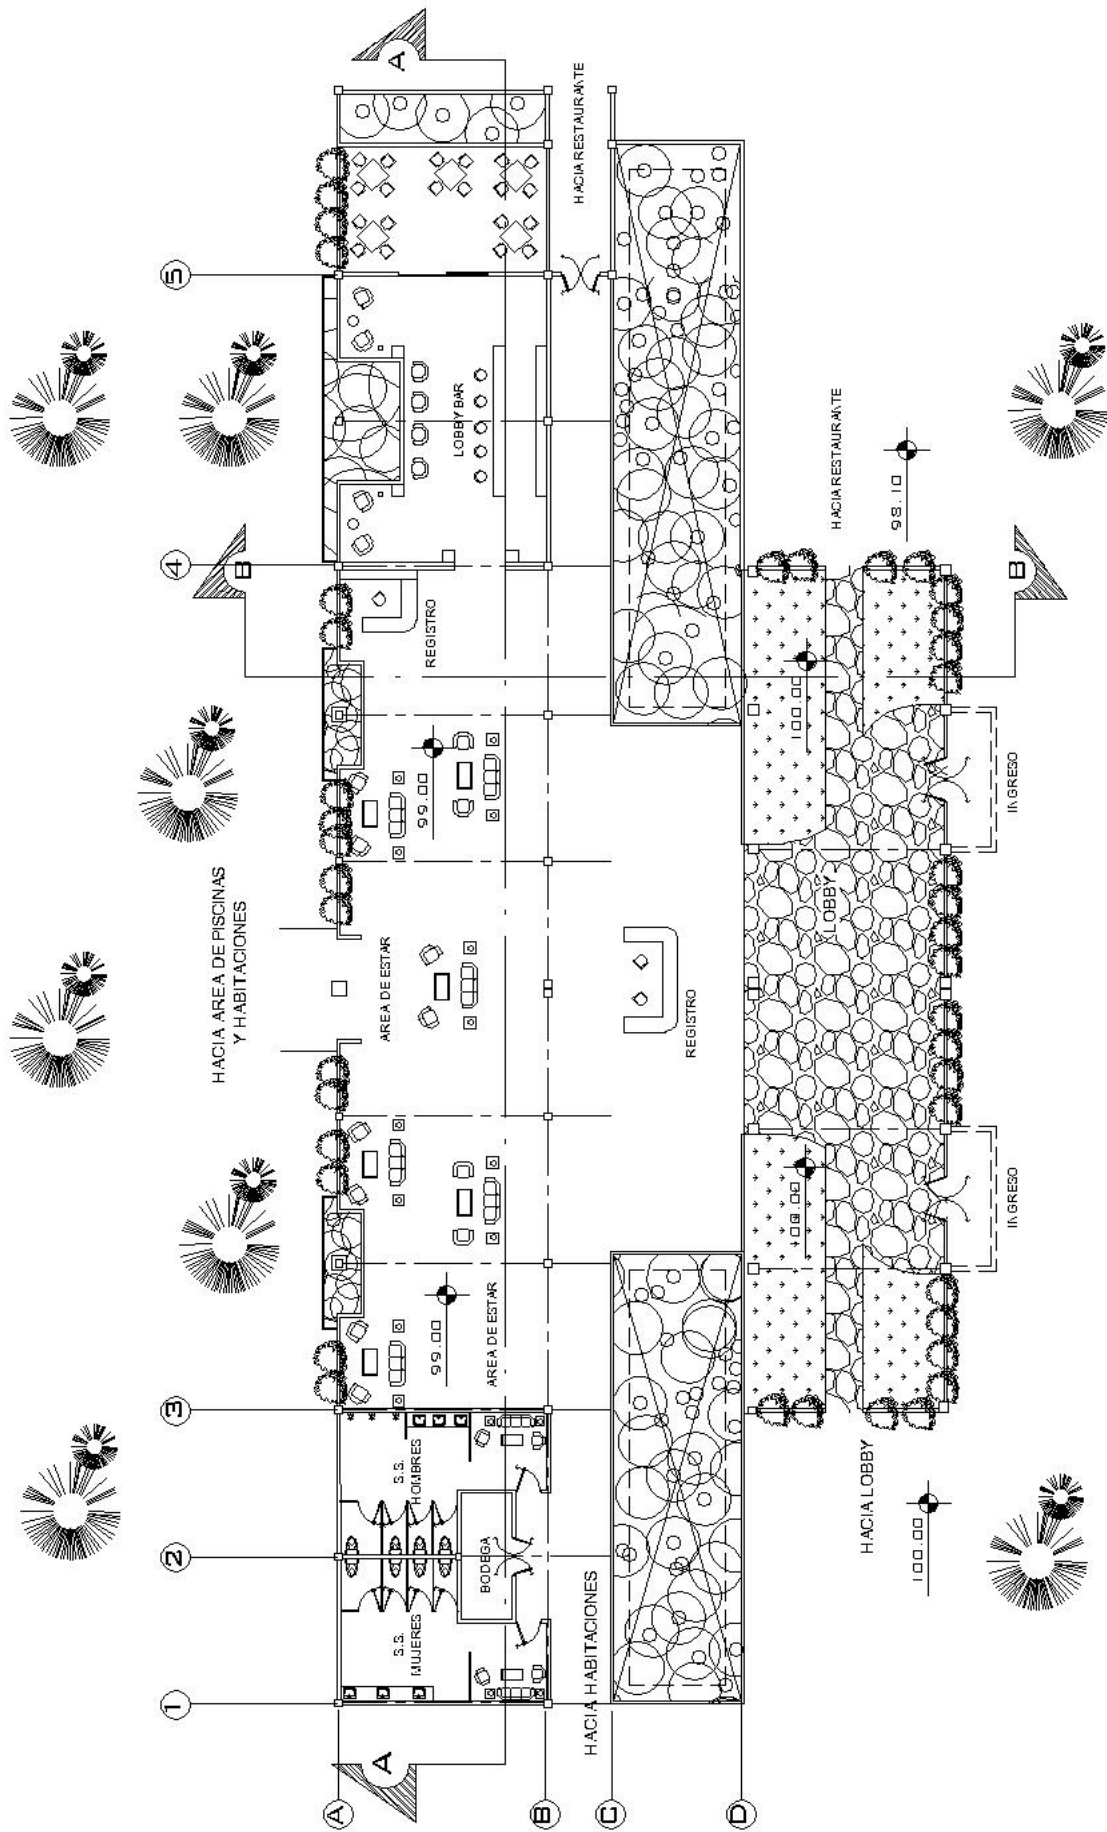 HACIA AREA DE PISCINAS
Y HABITACIONES
1
2
3
4
5
B
A
A
A
B
C
D
S.S.
MUJERES
S.S.
HOMBRES
BODEGA
AREA DE ESTAR
99.00
AREA DE ESTAR
99.00
REGISTRO
LOBBY BAR
HACIA HABITACIONES
HACIA RESTAURANTE
REGISTRO
100.00
100.00
LOBBY
HACIA LOBBY
100.00
HACIA RESTAURANTE
98.10
INGRESO
INGRESO
B